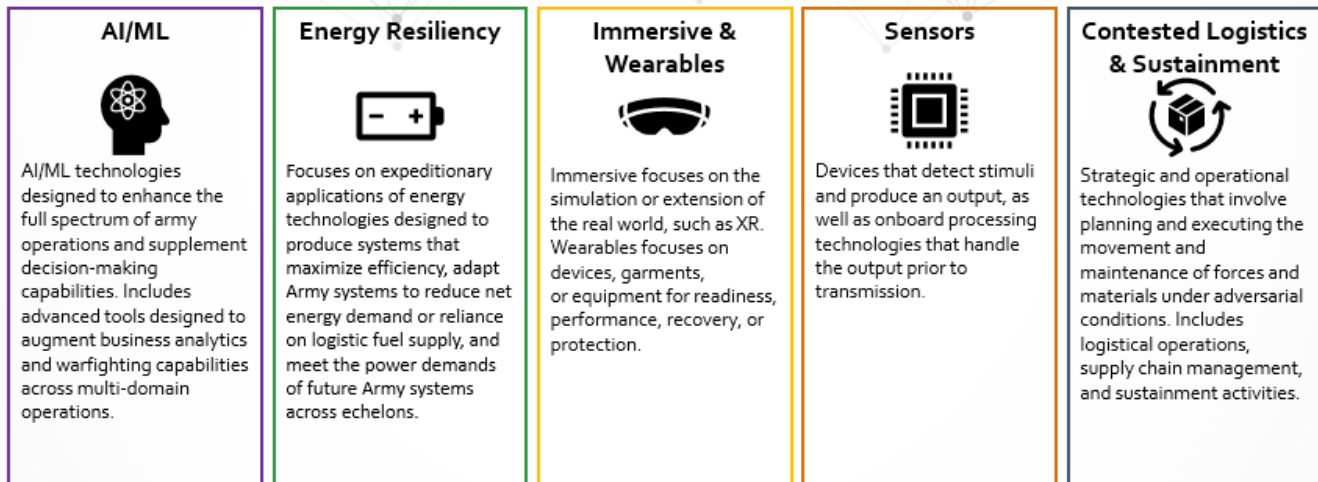 AI/ML
AI/ML technologies
designed to enhance the
full spectrum of army
operations and supplement
decision-making
capabilities. Includes
advanced tools designed to
augment business analytics
and warfighting capabilities
across multi-domain
operations.
Energy Resiliency
Focuses on expeditionary
applications of energy
technologies designed to
produce systems that
maximize efficiency, adapt
Army systems to reduce net
energy demand or reliance
on logistic fuel supply, and
meet the power demands
of future Army systems
across echelons.
Immersive &
Wearables
Immersive focuses on the
simulation or extension of
the real world, such as XR.
Wearables focuses on
devices, garments,
or equipment for readiness,
performance, recovery, or
protection.
Sensors
Devices that detect stimuli
and produce an output, as
well as onboard processing
technologies that handle
the output prior to
transmission.
Contested Logistics
& Sustainment
Strategic and operational
technologies that involve
planning and executing the
movement and
maintenance of forces and
materials under adversarial
conditions. Includes
logistical operations,
supply chain management,
and sustainment activities.